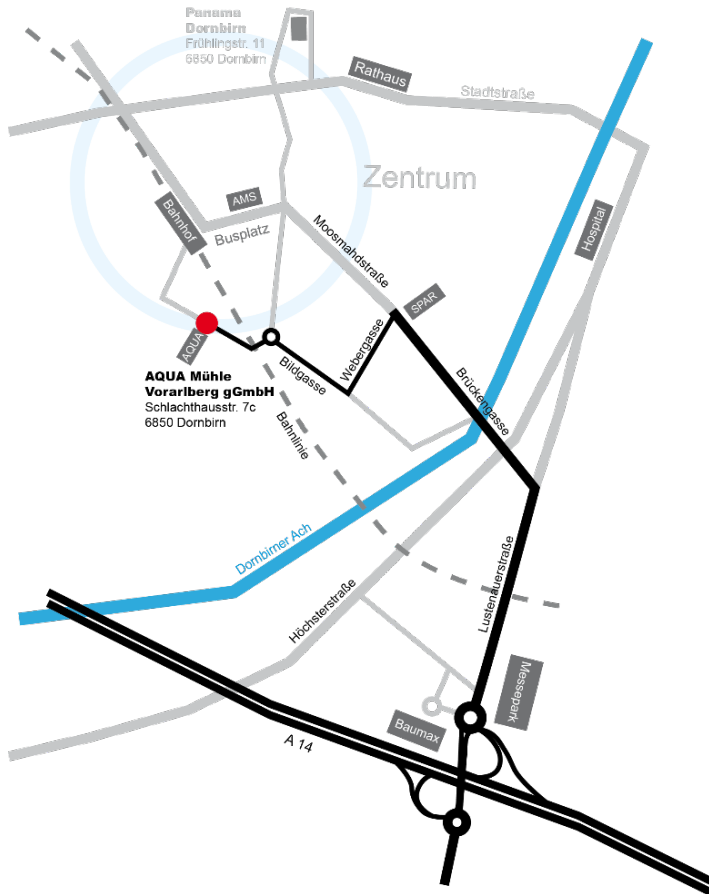 Panama
Dornbirn
Frühlingstr. 11
6850 Dornbirn
Rathaus
Stadtstraße
Zentrum
AMS
Bahnhof
Busplatz
Moosmahdstraße
Hospital
SPAR
AQUA
Webergasse
Bildgasse
Brückengasse
AQUA Mühle
Vorarlberg gGmbH
Schlachthausstr. 7c
6850 Dornbirn
Bahnlinie
Dornbirner Ach
Höchsterstraße
Lustenauerstraße
Messepark
Baumax
A 14